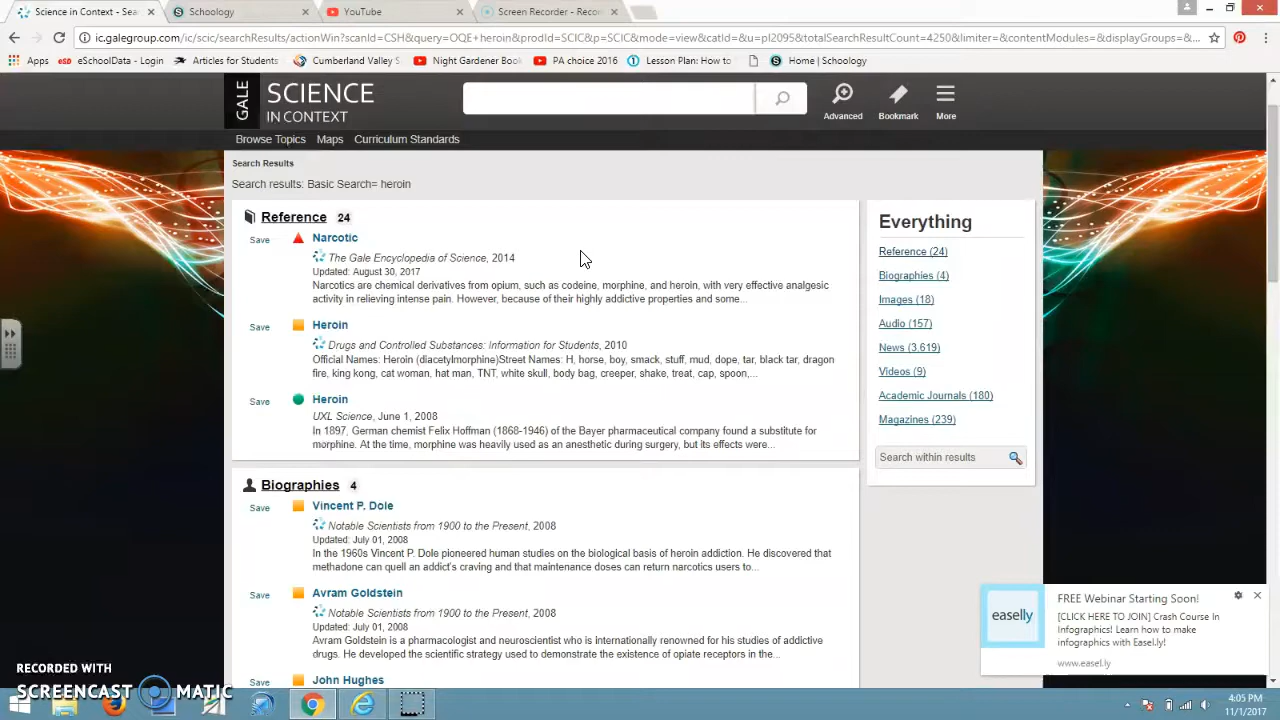 Science in Context - Sea
Schoology
YouTube
Screen Recorder - Reco
ic.galegroup.com/ic/scic/searchResults/actionWin?scanId=CSH&query=OQE+heroin&prodId=SCIC&p=SCIC&mode=view&catId=&u=pl2095&totalSearchResultCount=4250&limiter=&contentModules=&displayGroups=&...
Apps
eSchoolData - Login
Articles for Students
Cumberland Valley S
Night Gardener Boo
PA choice 2016
Lesson Plan: How to
Home | Schoology
GALE
SCIENCE
IN CONTEXT
Advanced
Bookmark
More
Browse Topics Maps Curriculum Standards
Search Results
Search results: Basic Search= heroin
Reference 24
Save
Narcotic
The Gale Encyclopedia of Science, 2014
Updated: August 30, 2017
Narcotics are chemical derivatives from opium, such as codeine, morphine, and heroin, with very effective analgesic
activity in relieving intense pain. However, because of their highly addictive properties and some...
Save
Heroin
Drugs and Controlled Substances: Information for Students, 2010
Official Names: Heroin (diacetylmorphine)Street Names: H, horse, boy, smack, stuff, mud, dope, tar, black tar, dragon
fire, king kong, cat woman, hat man, TNT, white skull, body bag, creeper, shake, treat, cap, spoon,...
Save
Heroin
UXL Science, June 1, 2008
In 1897, German chemist Felix Hoffman (1868-1946) of the Bayer pharmaceutical company found a substitute for
morphine. At the time, morphine was heavily used as an anesthetic during surgery, but its effects were...
Biographies 4
Save
Vincent P. Dole
Notable Scientists from 1900 to the Present, 2008
Updated: July 01, 2008
In the 1960s Vincent P. Dole pioneered human studies on the biological basis of heroin addiction. He discovered that
methadone can quell an addict's craving and that maintenance doses can return narcotics users to...
Save
Avram Goldstein
Notable Scientists from 1900 to the Present, 2008
Updated: July 01, 2008
Avram Goldstein is a pharmacologist and neuroscientist who is internationally renowned for his studies of addictive
drugs. He developed the scientific strategy used to demonstrate the existence of opiate receptors in the...
Save
John Hughes
Everything
Reference (24)
Biographies (4)
Images (18)
Audio (157)
News (3,619)
Videos (9)
Academic Journals (180)
Magazines (239)
Search within results
easelly
FREE Webinar Starting Soon!
[CLICK HERE TO JOIN] Crash Course In
Infographics! Learn how to make
infographics with Easel.ly!
www.easel.ly
RECORDED WITH
SCREENCAST MATIC
4:05 PM
11/1/2017